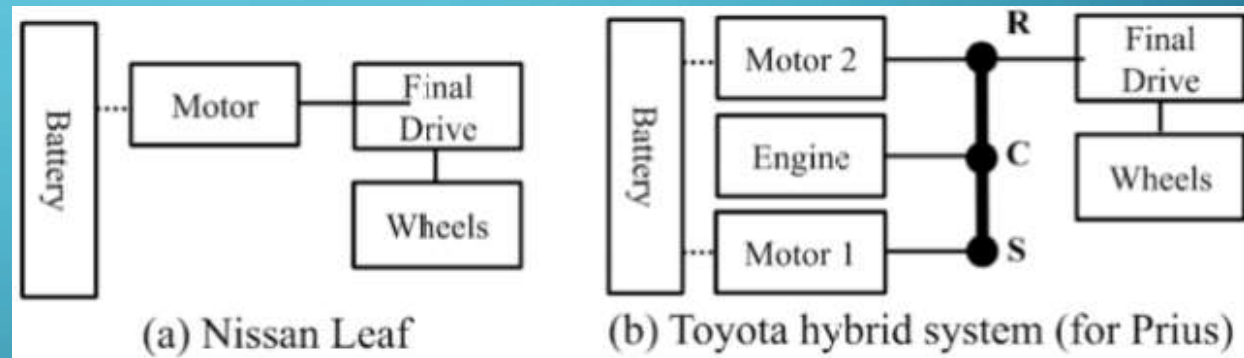 Battery
Motor
Final
Drive
Wheels
(a) Nissan Leaf
Battery
Motor 2
Engine
Motor 1
R
C
S
Final
Drive
Wheels
(b) Toyota hybrid system (for Prius)